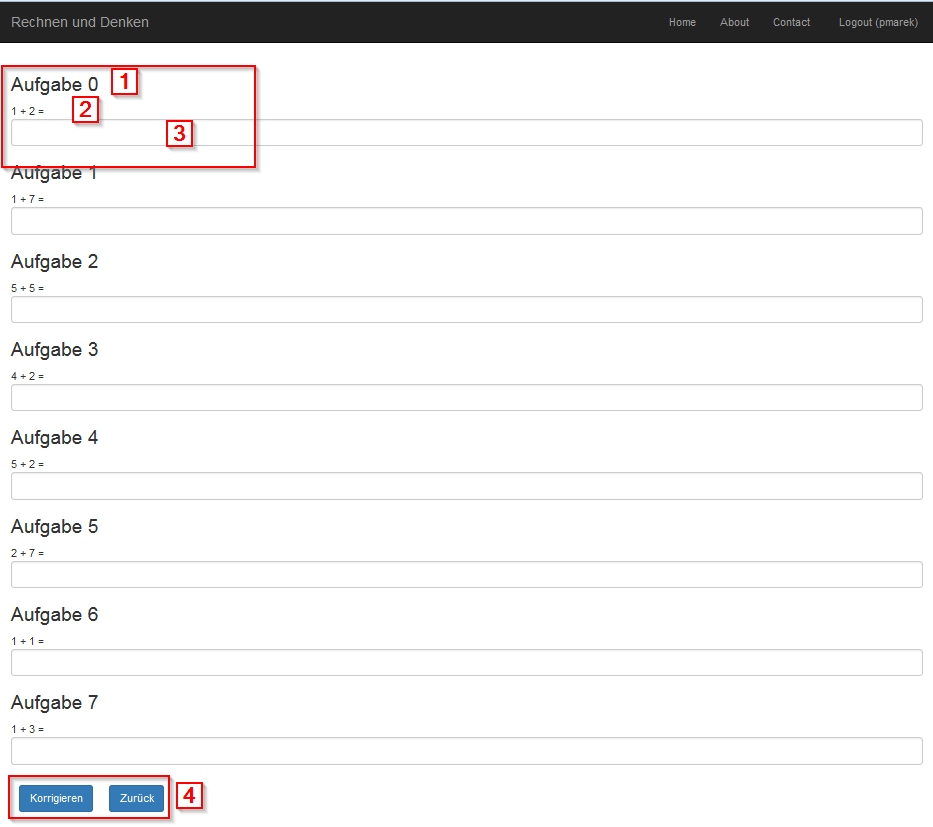 Rechnen und Denken Home About Contact Logout (pmarek)
Aufgabe 0 1
1 + 2 = 2
3
Aufgabe 1
1 + 7 =
Aufgabe 2
5 + 5 =
Aufgabe 3
4 + 2 =
Aufgabe 4
5 + 2 =
Aufgabe 5
2 + 7 =
Aufgabe 6
1 + 1 =
Aufgabe 7
1 + 3 =
Korrigieren Zurück 4